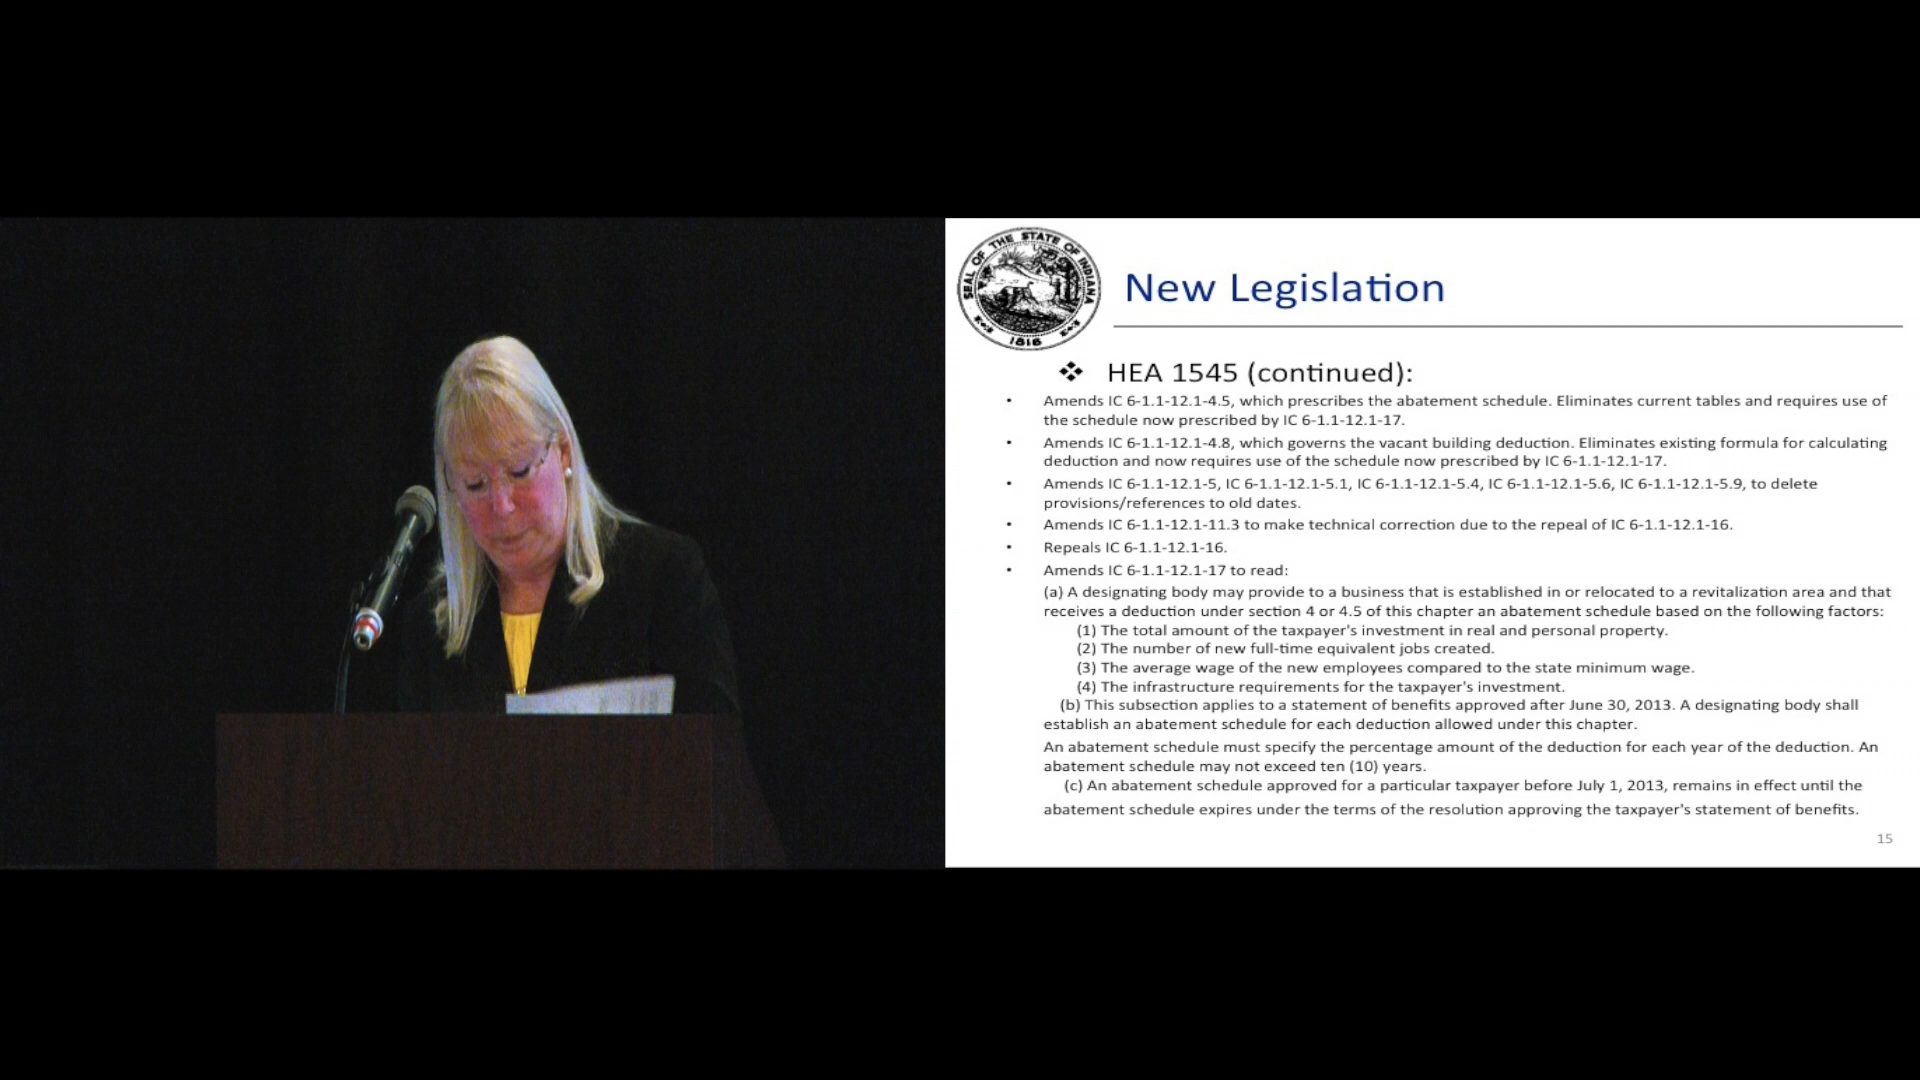 SEAL OF THE STATE OF INDIANA
1816
New Legislation
❖ HEA 1545 (continued):
• Amends IC 6-1.1-12.1-4.5, which prescribes the abatement schedule. Eliminates current tables and requires use of
the schedule now prescribed by IC 6-1.1-12.1-17.
• Amends IC 6-1.1-12.1-4.8, which governs the vacant building deduction. Eliminates existing formula for calculating
deduction and now requires use of the schedule now prescribed by IC 6-1.1-12.1-17.
• Amends IC 6-1.1-12.1-5, IC 6-1.1-12.1-5.1, IC 6-1.1-12.1-5.4, IC 6-1.1-12.1-5.6, IC 6-1.1-12.1-5.9, to delete
provisions/references to old dates.
• Amends IC 6-1.1-12.1-11.3 to make technical correction due to the repeal of IC 6-1.1-12.1-16.
• Repeals IC 6-1.1-12.1-16.
• Amends IC 6-1.1-12.1-17 to read:
(a) A designating body may provide to a business that is established in or relocated to a revitalization area and that
receives a deduction under section 4 or 4.5 of this chapter an abatement schedule based on the following factors:
(1) The total amount of the taxpayer's investment in real and personal property.
(2) The number of new full-time equivalent jobs created.
(3) The average wage of the new employees compared to the state minimum wage.
(4) The infrastructure requirements for the taxpayer's investment.
(b) This subsection applies to a statement of benefits approved after June 30, 2013. A designating body shall
establish an abatement schedule for each deduction allowed under this chapter.
An abatement schedule must specify the percentage amount of the deduction for each year of the deduction. An
abatement schedule may not exceed ten (10) years.
(c) An abatement schedule approved for a particular taxpayer before July 1, 2013, remains in effect until the
abatement schedule expires under the terms of the resolution approving the taxpayer's statement of benefits.
15